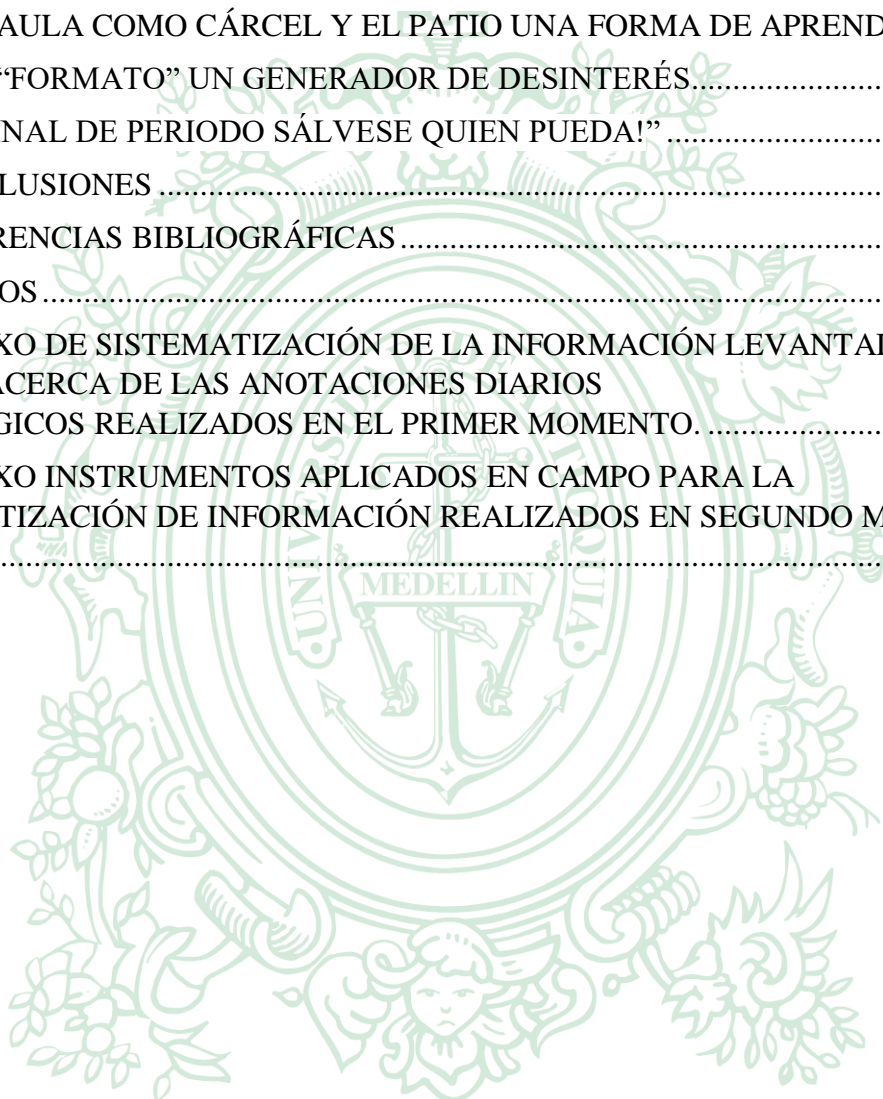 AULA COMO CÁRCEL Y EL PATIO UNA FORMA DE APREND
“FORMATO” UN GENERADOR DE DESINTERÉS.....................
NAL DE PERIODO SÁLVESE QUIEN PUEDA!” ........................
LUSIONES ..............................................................................
RENCIAS BIBLIOGRÁFICAS ....................................................
OS ..........................................................................................
XO DE SISTEMATIZACIÓN DE LA INFORMACIÓN LEVANTA
ACERCA DE LAS ANOTACIONES DIARIOS
GICOS REALIZADOS EN EL PRIMER MOMENTO. ...................
XO INSTRUMENTOS APLICADOS EN CAMPO PARA LA
TIZACIÓN DE INFORMACIÓN REALIZADOS EN SEGUNDO M
................................................................................................
MEDELLIN